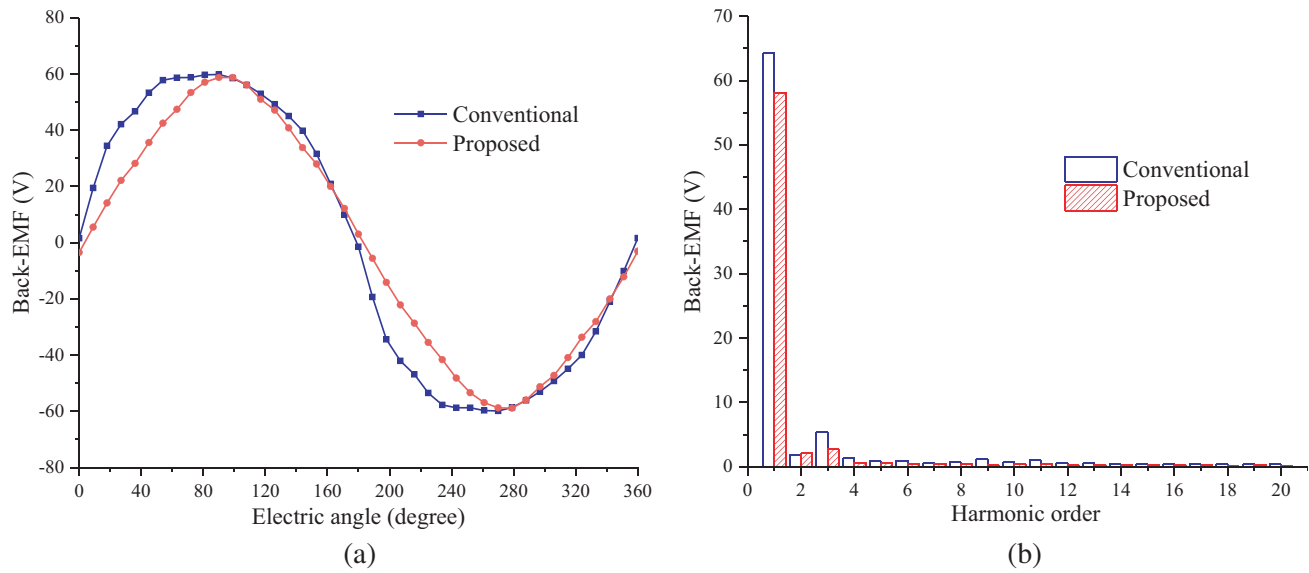 80
60
40
20
0
-20
-40
-60
-80
Back-EMF (V)
Conventional
Proposed
0 40 80 120 160 200 240 280 320 360
Electric angle (degree)
(a)
70
60
50
40
30
20
10
0
Back-EMF (V)
Conventional
Proposed
0 2 4 6 8 10 12 14 16 18 20
Harmonic order
(b)